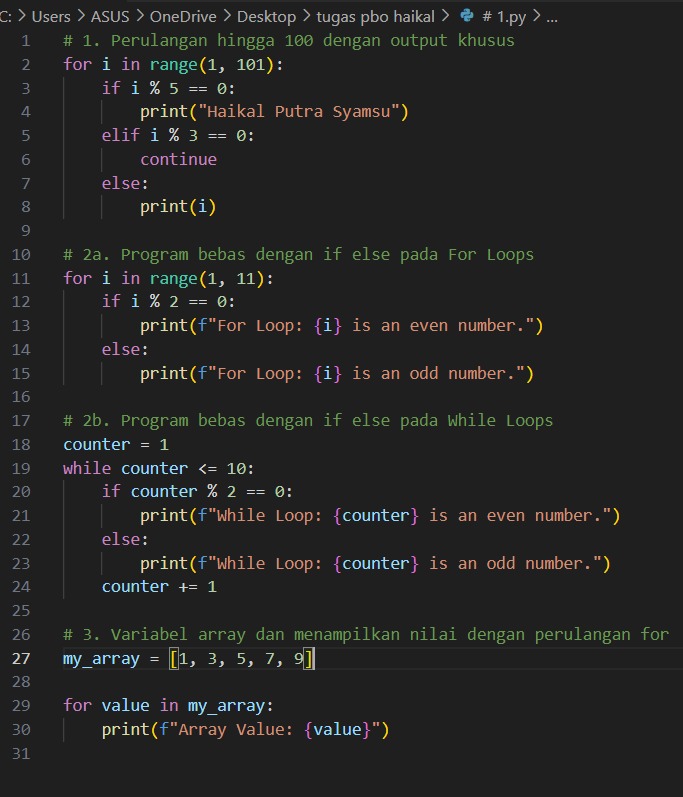 C: > Users > ASUS > OneDrive > Desktop > tugas pbo haikal > # 1.py > ...
1 # 1. Perulangan hingga 100 dengan output khusus
2 for i in range(1, 101):
3     if i % 5 == 0:
4         print("Haikal Putra Syamsu")
5     elif i % 3 == 0:
6         continue
7     else:
8         print(i)
9
10 # 2a. Program bebas dengan if else pada For Loops
11 for i in range(1, 11):
12     if i % 2 == 0:
13         print(f"For Loop: {i} is an even number.")
14     else:
15         print(f"For Loop: {i} is an odd number.")
16
17 # 2b. Program bebas dengan if else pada While Loops
18 counter = 1
19 while counter <= 10:
20     if counter % 2 == 0:
21         print(f"While Loop: {counter} is an even number.")
22     else:
23         print(f"While Loop: {counter} is an odd number.")
24     counter += 1
25
26 # 3. Variabel array dan menampilkan nilai dengan perulangan for
27 my_array = [1, 3, 5, 7, 9]
28
29 for value in my_array:
30     print(f"Array Value: {value}")
31